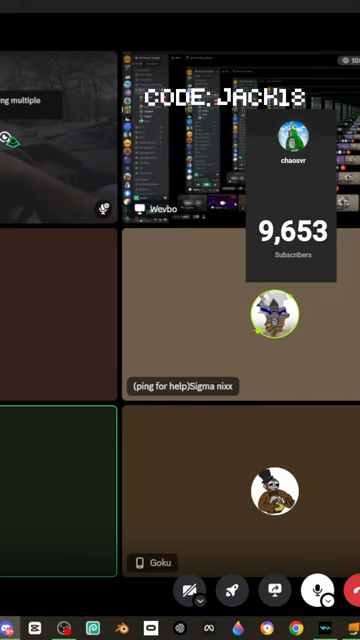 ng multiple
CODE: JACK18
chaosvr
Wevbo
9,653
Subscribers
(ping for help)Sigma nixx
Goku